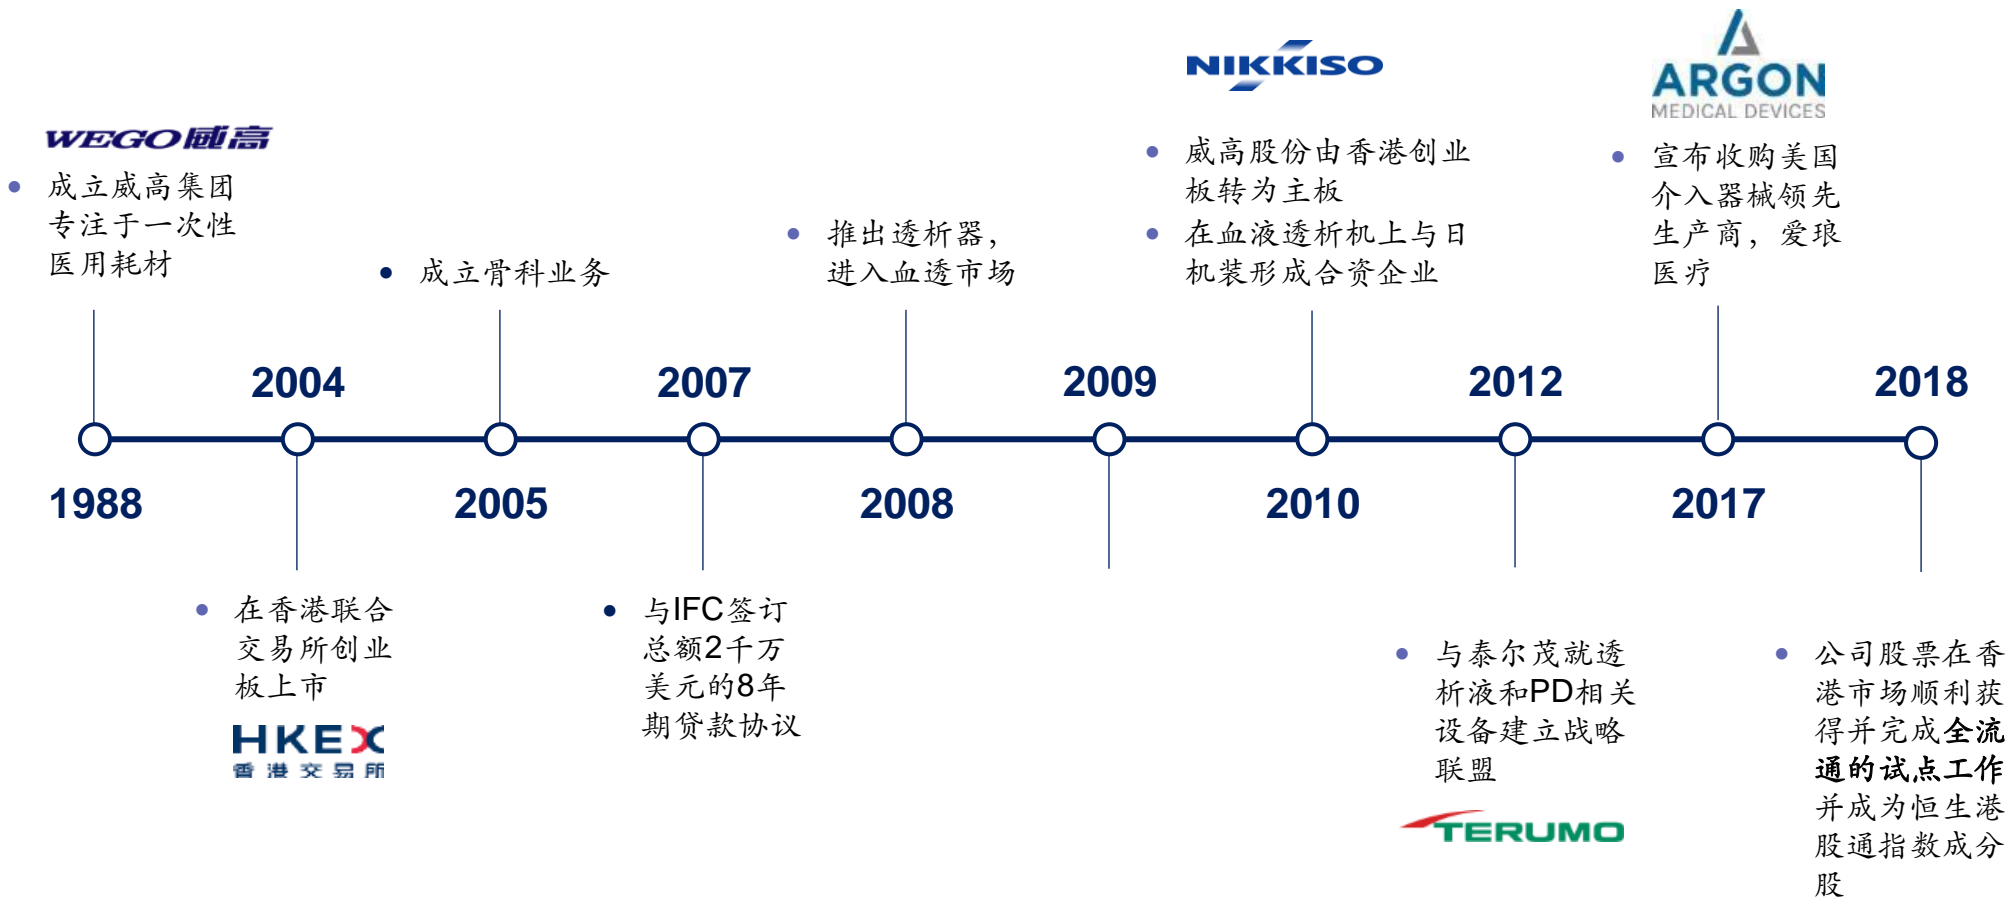 NIKKISO
ARGON
MEDICAL DEVICES
WEGO威高
成立威高集团
专注于一次性
医用耗材
成立骨科业务
推出透析器，
进入血透市场
威高股份由香港创业
板转为主板
在血液透析机上与日
机装形成合资企业
宣布收购美国
介入器械领先
生产商，爱琅
医疗
2004
2007
2009
2012
2018
1988
2005
2008
2010
2017
在香港联合
交易所创业
板上市
HKEX
香港交易所
与IFC签订
总额2千万
美元的8年
期贷款协议
与泰尔茂就透
析液和PD相关
设备建立战略
联盟
TERUMO
公司股票在香
港市场顺利获
得并完成全流
通的试点工作
并成为恒生港
股通指数成分
股